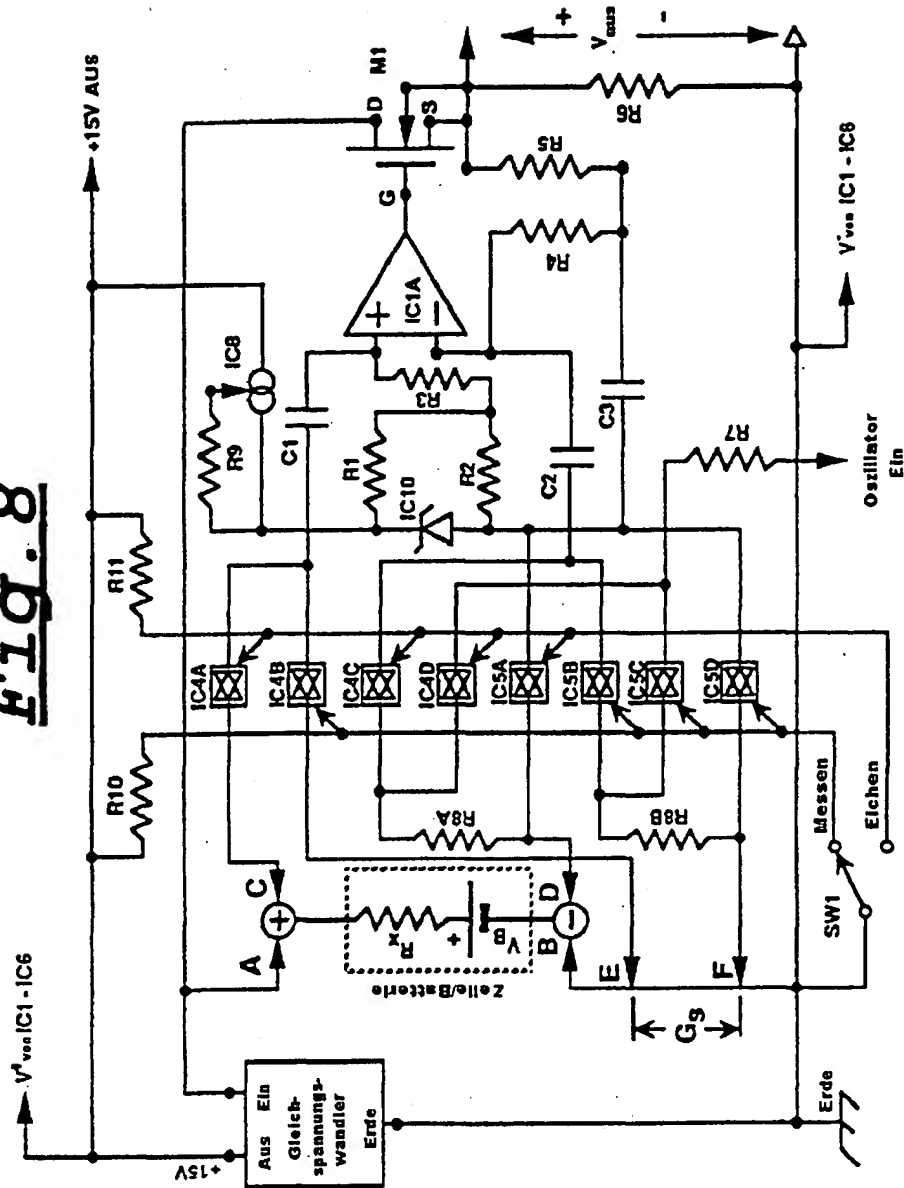 Fig. 8
V⁺ von IC1 - IC6
+15V AUS
+15V
Aus Ein
Gleich-
spannungs-
wandler
Erde
R10
R11
R9
IC8
D
M1
G
S
IC1A
+
−
C1
R3
R1
R2
IC10
C2
C3
R4
R5
R6
+
V aus
-
IC4A
IC4B
IC4C
IC4D
IC5A
IC5B
IC5C
IC5D
A
C
+
Rx
+
VB
Zelle/Batterie
R8A
R8B
B
D
−
E
F
GS
R7
Oszillator
Ein
V⁻ von IC1 - IC6
Messen
Eichen
SW1
Erde